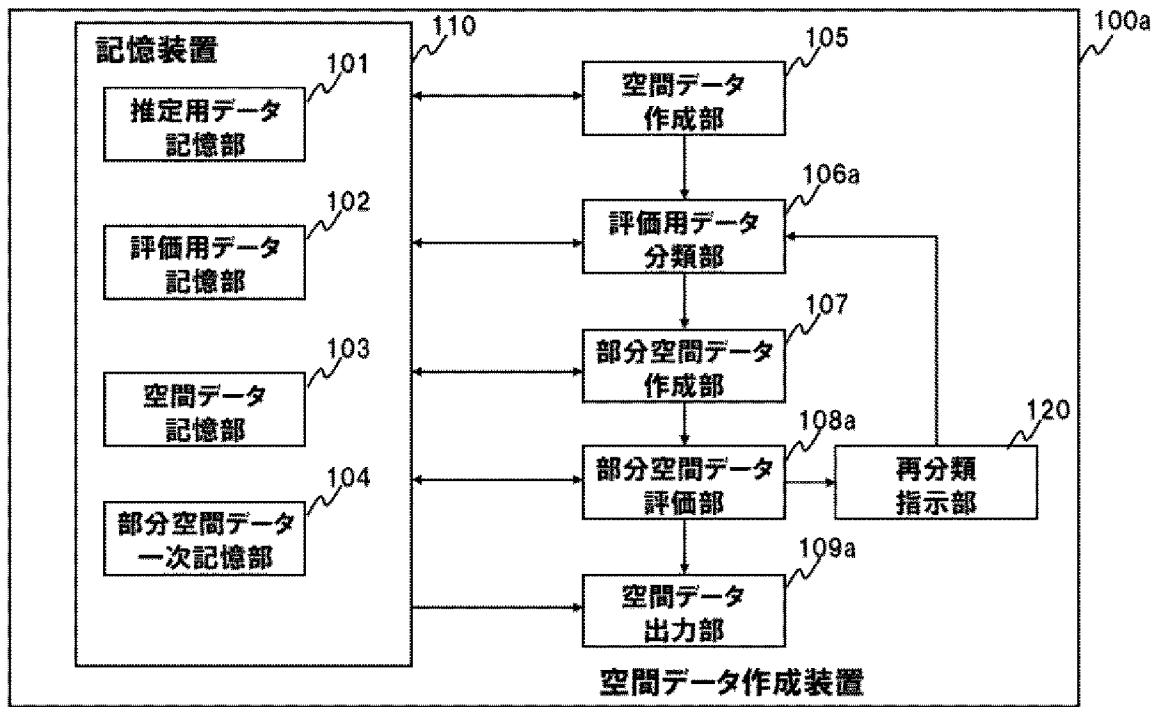 100a
記憶装置
110
101
推定用データ
記憶部
102
評価用データ
記憶部
103
空間データ
記憶部
104
部分空間データ
一次記憶部
105
空間データ
作成部
106a
評価用データ
分類部
107
部分空間データ
作成部
108a
部分空間データ
評価部
120
再分類
指示部
109a
空間データ
出力部
空間データ作成装置